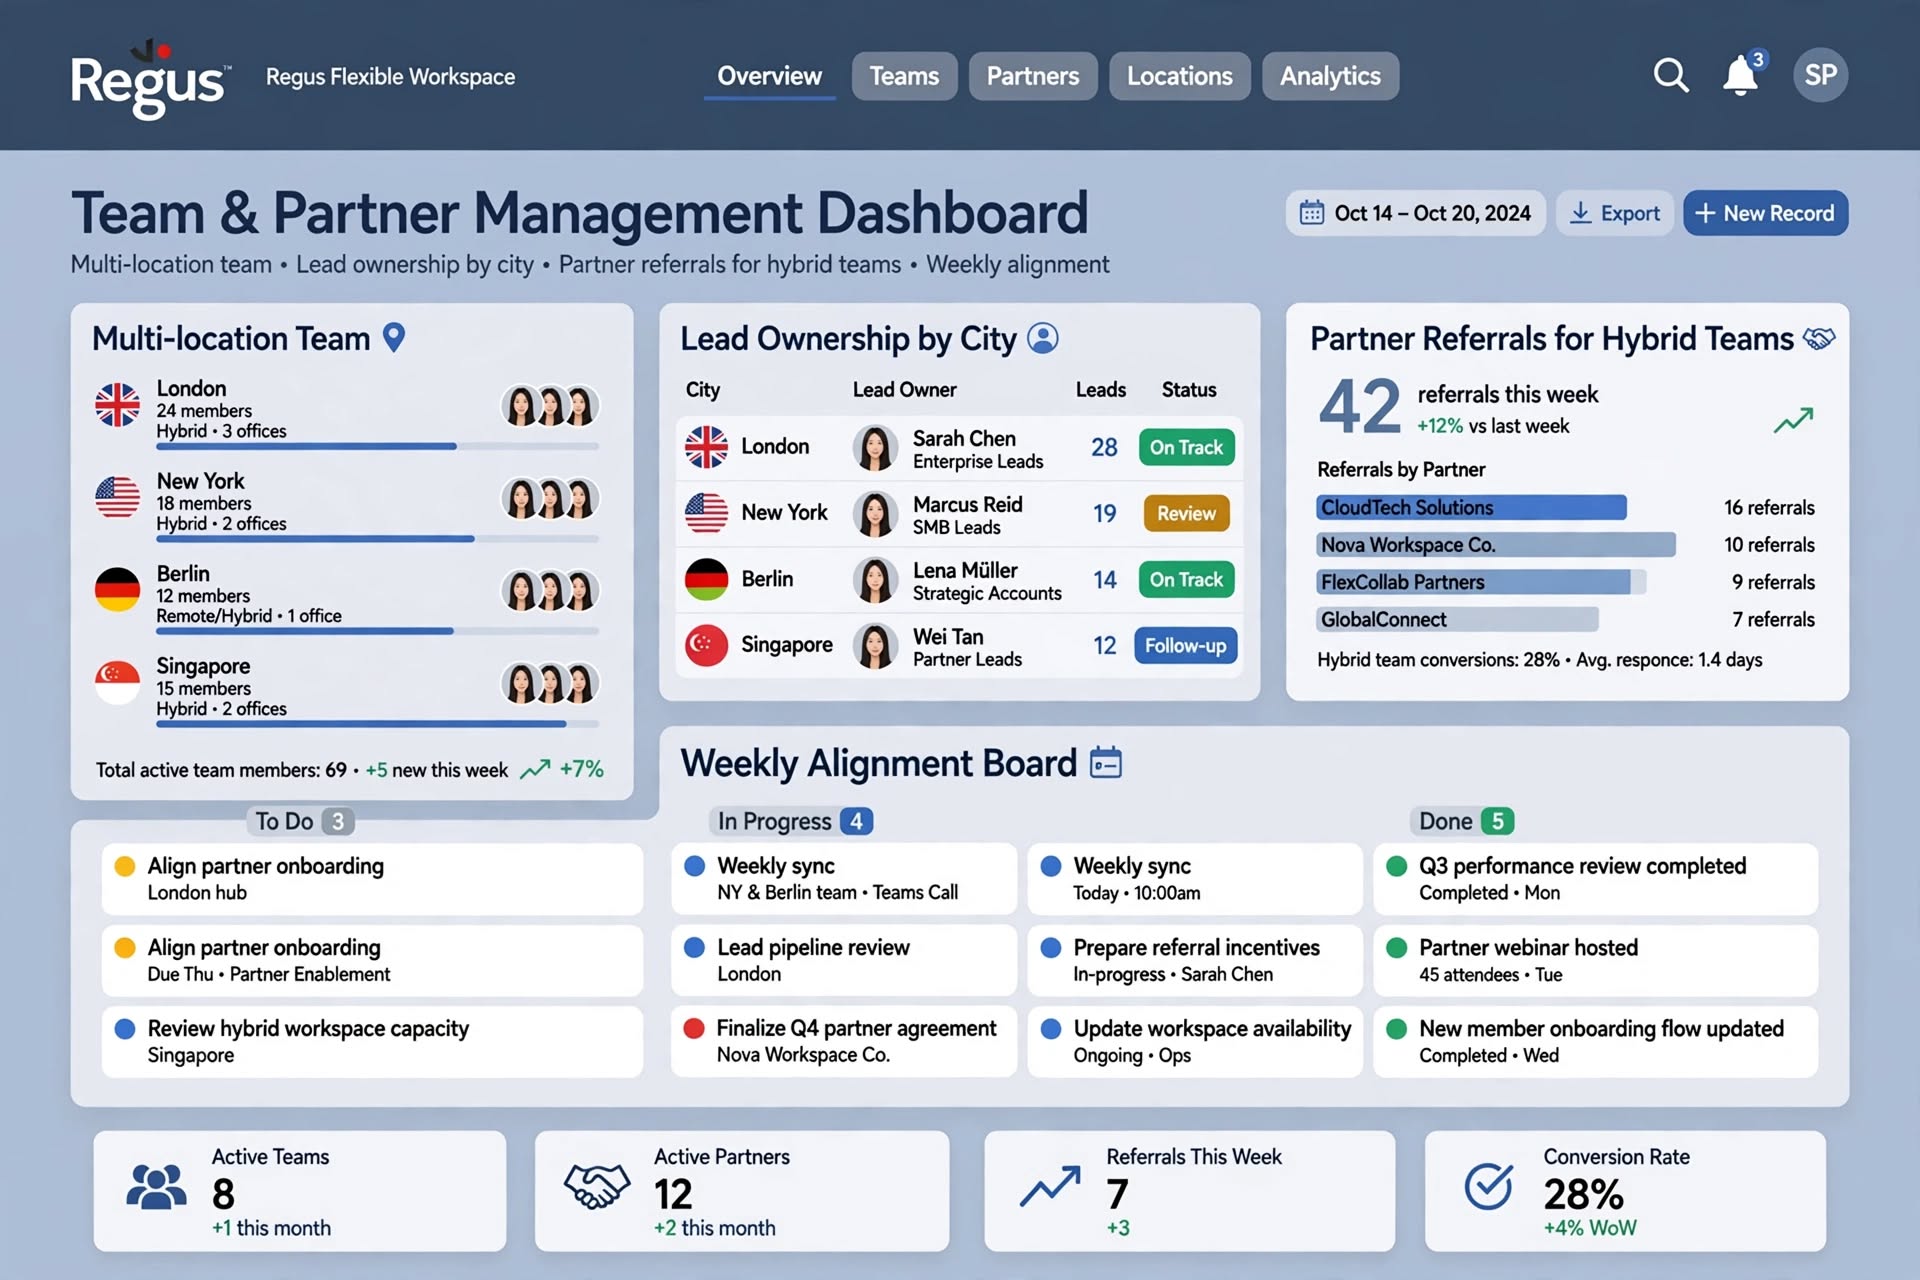 Regus™
Regus Flexible Workspace
Overview
Teams
Partners
Locations
Analytics
3
SP
Team & Partner Management Dashboard
Multi-location team • Lead ownership by city • Partner referrals for hybrid teams • Weekly alignment
Oct 14 – Oct 20, 2024
Export
+ New Record
Multi-location Team
London
24 members
Hybrid • 3 offices
New York
18 members
Hybrid • 2 offices
Berlin
12 members
Remote/Hybrid • 1 office
Singapore
15 members
Hybrid • 2 offices
Total active team members: 69 • +5 new this week +7%
Lead Ownership by City
City Lead Owner Leads Status
London Sarah Chen 28 On Track
Enterprise Leads
New York Marcus Reid 19 Review
SMB Leads
Berlin Lena Müller 14 On Track
Strategic Accounts
Singapore Wei Tan 12 Follow-up
Partner Leads
Partner Referrals for Hybrid Teams
42 referrals this week
+12% vs last week
Referrals by Partner
CloudTech Solutions 16 referrals
Nova Workspace Co. 10 referrals
FlexCollab Partners 9 referrals
GlobalConnect 7 referrals
Hybrid team conversions: 28% • Avg. responce: 1.4 days
Weekly Alignment Board
To Do 3
Align partner onboarding
London hub
Align partner onboarding
Due Thu • Partner Enablement
Review hybrid workspace capacity
Singapore
In Progress 4
Weekly sync
NY & Berlin team • Teams Call
Lead pipeline review
London
Finalize Q4 partner agreement
Nova Workspace Co.
Weekly sync
Today • 10:00am
Prepare referral incentives
In-progress • Sarah Chen
Update workspace availability
Ongoing • Ops
Done 5
Q3 performance review completed
Completed • Mon
Partner webinar hosted
45 attendees • Tue
New member onboarding flow updated
Completed • Wed
Active Teams
8
+1 this month
Active Partners
12
+2 this month
Referrals This Week
7
+3
Conversion Rate
28%
+4% WoW